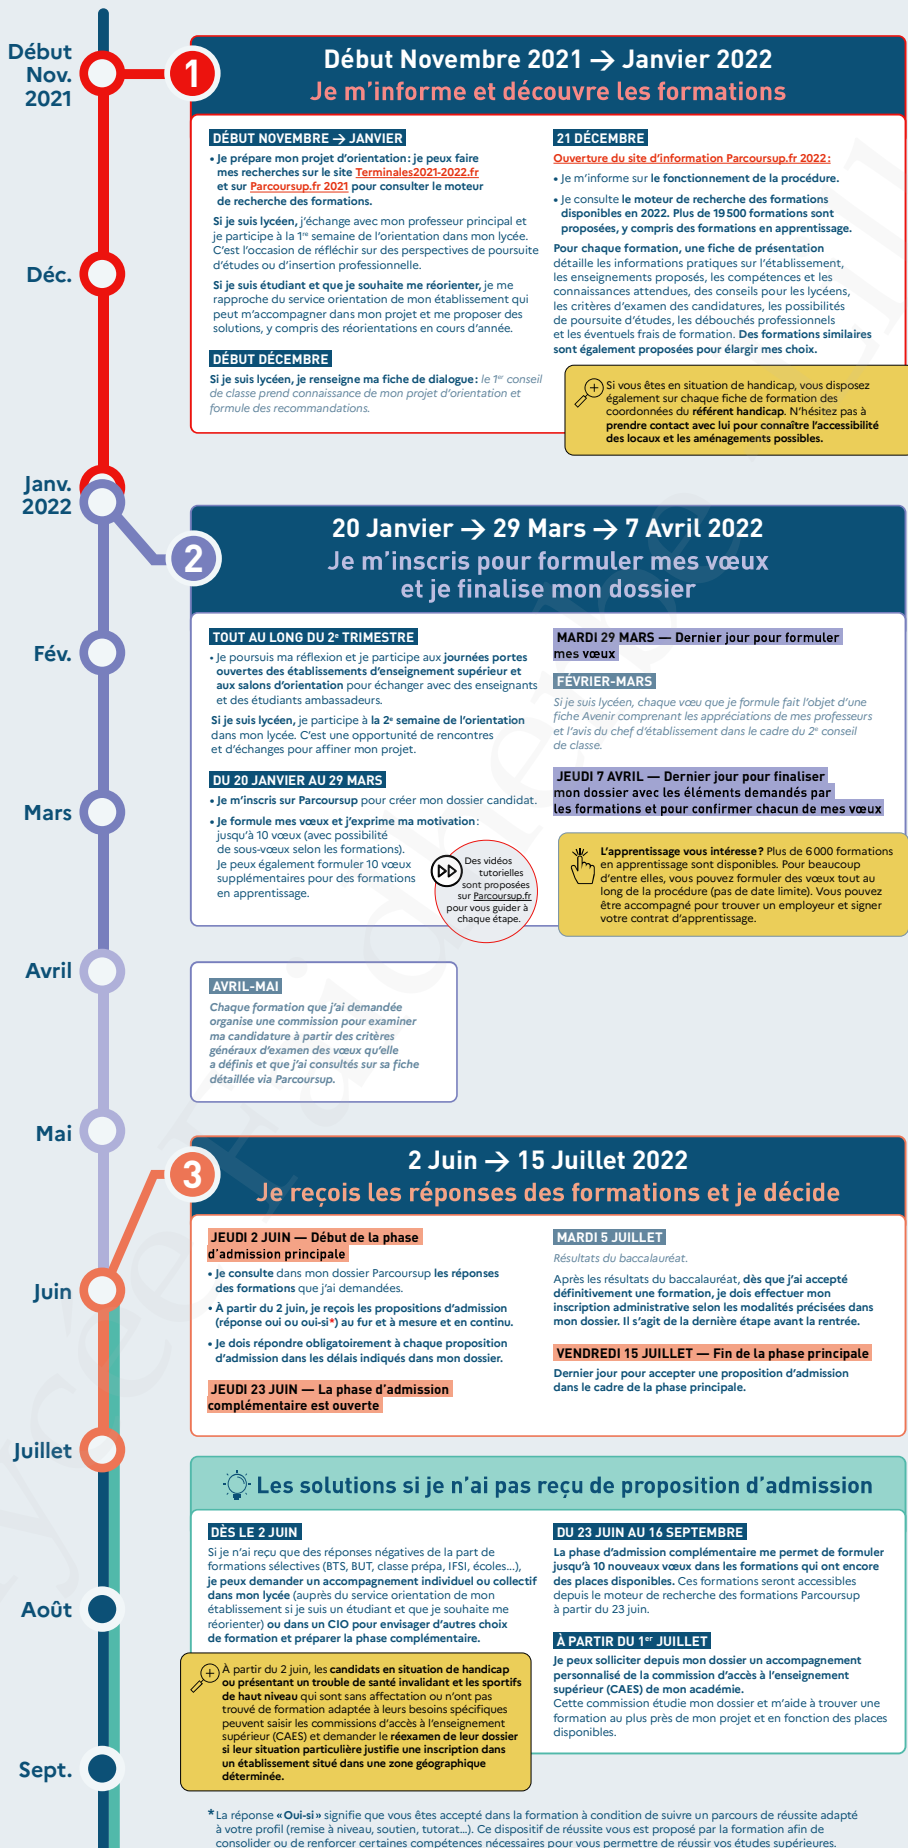 Début
Nov.
2021
1
Début Novembre 2021 → Janvier 2022
Je m'informe et découvre les formations
DÉBUT NOVEMBRE → JANVIER
• Je prépare mon projet d'orientation : je peux faire
mes recherches sur le site Terminales2021-2022.fr
et sur Parcoursup.fr 2021 pour consulter le moteur
de recherche des formations.
Si je suis lycéen, j'échange avec mon professeur principal et
je participe à la 1re semaine de l'orientation dans mon lycée.
C'est l'occasion de réfléchir sur des perspectives de poursuite
d'études ou d'insertion professionnelle.
Si je suis étudiant et que je souhaite me réorienter, je me
rapproche du service orientation de mon établissement qui
peut m'accompagner dans mon projet et me proposer des
solutions, y compris des réorientations en cours d'année.
DÉBUT DÉCEMBRE
Si je suis lycéen, je renseigne ma fiche de dialogue : le 1er conseil
de classe prend connaissance de mon projet d'orientation et
formule des recommandations.
21 DÉCEMBRE
Ouverture du site d'information Parcoursup.fr 2022 :
• Je m'informe sur le fonctionnement de la procédure.
• Je consulte le moteur de recherche des formations
disponibles en 2022. Plus de 19 500 formations sont
proposées, y compris des formations en apprentissage.
Pour chaque formation, une fiche de présentation
détaille les informations pratiques sur l'établissement,
les enseignements proposés, les compétences et les
connaissances attendues, des conseils pour les lycéens,
les critères d'examen des candidatures, les possibilités
de poursuite d'études, les débouchés professionnels
et les éventuels frais de formation. Des formations similaires
sont également proposées pour élargir mes choix.
Si vous êtes en situation de handicap, vous disposez
également sur chaque fiche de formation des
coordonnées du référent handicap. N'hésitez pas à
prendre contact avec lui pour connaître l'accessibilité
des locaux et les aménagements possibles.
Déc.
Janv.
2022
2
20 Janvier → 29 Mars → 7 Avril 2022
Je m'inscris pour formuler mes vœux
et je finalise mon dossier
TOUT AU LONG DU 2e TRIMESTRE
• Je poursuis ma réflexion et je participe aux journées portes
ouvertes des établissements d'enseignement supérieur et
aux salons d'orientation pour échanger avec des enseignants
et des étudiants ambassadeurs.
Si je suis lycéen, je participe à la 2e semaine de l'orientation
dans mon lycée. C'est une opportunité de rencontres
et d'échanges pour affiner mon projet.
DU 20 JANVIER AU 29 MARS
• Je m'inscris sur Parcoursup pour créer mon dossier candidat.
• Je formule mes vœux et j'exprime ma motivation :
jusqu'à 10 vœux (avec possibilité
de sous-vœux selon les formations).
Je peux également formuler 10 vœux
supplémentaires pour des formations
en apprentissage.
Des vidéos
tutorielles
sont proposées
sur Parcoursup.fr
pour vous guider à
chaque étape.
MARDI 29 MARS — Dernier jour pour formuler
mes vœux
FÉVRIER-MARS
Si je suis lycéen, chaque vœu que je formule fait l'objet d'une
fiche Avenir comprenant les appréciations de mes professeurs
et l'avis du chef d'établissement dans le cadre du 2e conseil
de classe.
JEUDI 7 AVRIL — Dernier jour pour finaliser
mon dossier avec les éléments demandés par
les formations et pour confirmer chacun de mes vœux
L'apprentissage vous intéresse ? Plus de 6 000 formations
en apprentissage sont disponibles. Pour beaucoup
d'entre elles, vous pouvez formuler des vœux tout au
long de la procédure (pas de date limite). Vous pouvez
être accompagné pour trouver un employeur et signer
votre contrat d'apprentissage.
Fév.
Mars
Avril
AVRIL-MAI
Chaque formation que j'ai demandée
organise une commission pour examiner
ma candidature à partir des critères
généraux d'examen des vœux qu'elle
a définis et que j'ai consultés sur sa fiche
détaillée via Parcoursup.
Mai
3
2 Juin → 15 Juillet 2022
Je reçois les réponses des formations et je décide
JEUDI 2 JUIN — Début de la phase
d'admission principale
• Je consulte dans mon dossier Parcoursup les réponses
des formations que j'ai demandées.
• À partir du 2 juin, je reçois les propositions d'admission
(réponse oui ou oui-si*) au fur et à mesure et en continu.
• Je dois répondre obligatoirement à chaque proposition
d'admission dans les délais indiqués dans mon dossier.
JEUDI 23 JUIN — La phase d'admission
complémentaire est ouverte
MARDI 5 JUILLET
Résultats du baccalauréat.
Après les résultats du baccalauréat, dès que j'ai accepté
définitivement une formation, je dois effectuer mon
inscription administrative selon les modalités précisées dans
mon dossier. Il s'agit de la dernière étape avant la rentrée.
VENDREDI 15 JUILLET — Fin de la phase principale
Dernier jour pour accepter une proposition d'admission
dans le cadre de la phase principale.
Juin
Juillet
Les solutions si je n'ai pas reçu de proposition d'admission
DÈS LE 2 JUIN
Si je n'ai reçu que des réponses négatives de la part de
formations sélectives (BTS, BUT, classe prépa, IFSI, écoles...),
je peux demander un accompagnement individuel ou collectif
dans mon lycée (auprès du service orientation de mon
établissement si je suis un étudiant et que je souhaite me
réorienter) ou dans un CIO pour envisager d'autres choix
de formation et préparer la phase complémentaire.
À partir du 2 juin, les candidats en situation de handicap
ou présentant un trouble de santé invalidant et les sportifs
de haut niveau qui sont sans affectation ou n'ont pas
trouvé de formation adaptée à leurs besoins spécifiques
peuvent saisir les commissions d'accès à l'enseignement
supérieur (CAES) et demander le réexamen de leur dossier
si leur situation particulière justifie une inscription dans
un établissement situé dans une zone géographique
déterminée.
DU 23 JUIN AU 16 SEPTEMBRE
La phase d'admission complémentaire me permet de formuler
jusqu'à 10 nouveaux vœux dans les formations qui ont encore
des places disponibles. Ces formations seront accessibles
depuis le moteur de recherche des formations Parcoursup
à partir du 23 juin.
À PARTIR DU 1er JUILLET
Je peux solliciter depuis mon dossier un accompagnement
personnalisé de la commission d'accès à l'enseignement
supérieur (CAES) de mon académie.
Cette commission étudie mon dossier et m'aide à trouver une
formation au plus près de mon projet et en fonction des places
disponibles.
Août
Sept.
* La réponse « Oui-si » signifie que vous êtes accepté dans la formation à condition de suivre un parcours de réussite adapté
à votre profil (remise à niveau, soutien, tutorat...). Ce dispositif de réussite vous est proposé par la formation afin de
consolider ou de renforcer certaines compétences nécessaires pour vous permettre de réussir vos études supérieures.